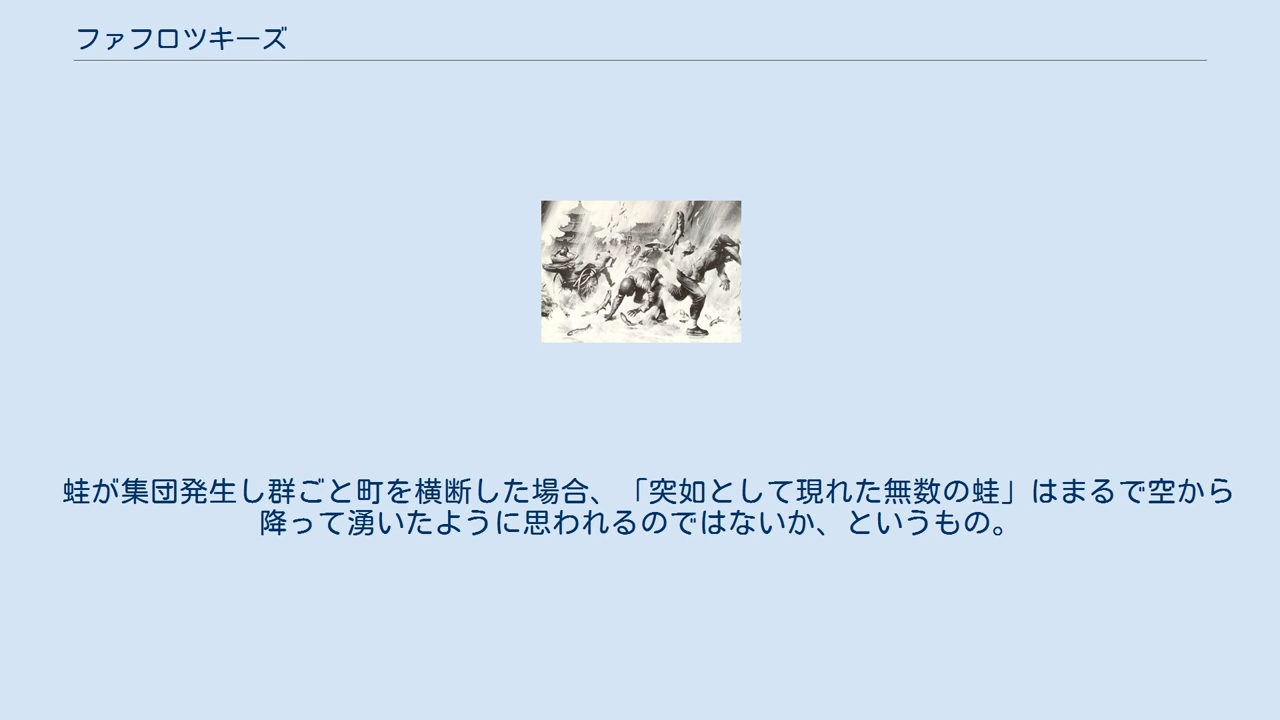 ファフロツキーズ
蛙が集団発生し群ごと町を横断した場合、「突如として現れた無数の蛙」はまるで空から
降って湧いたように思われるのではないか、というもの。